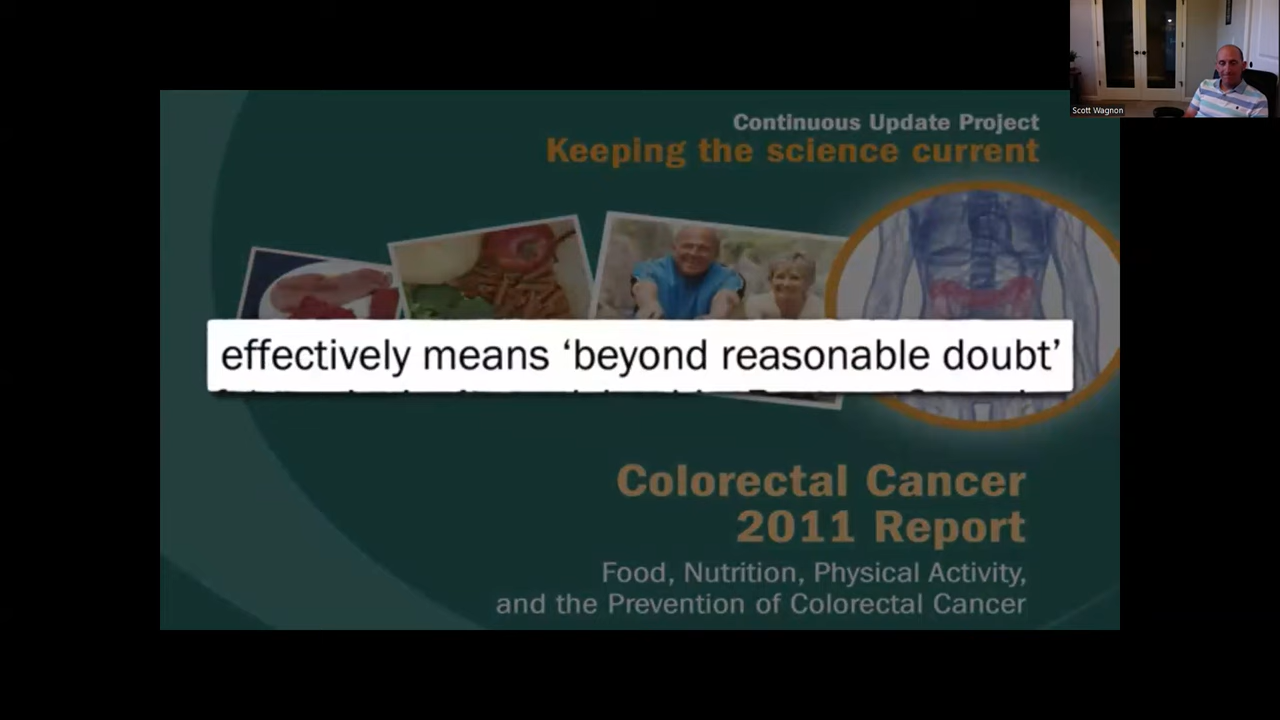 Scott Wagnon
Continuous Update Project
Keeping the science current
effectively means ‘beyond reasonable doubt’
Colorectal Cancer
2011 Report
Food, Nutrition, Physical Activity,
and the Prevention of Colorectal Cancer